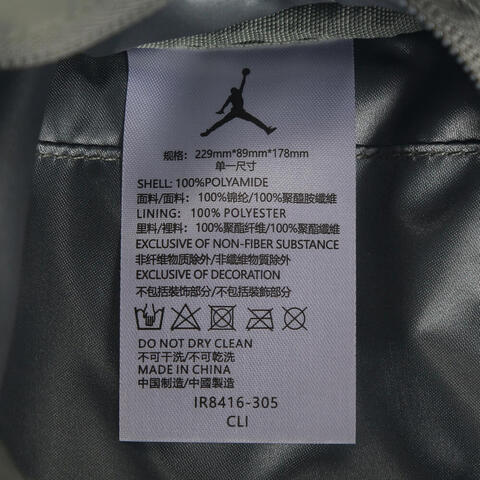 规格: 229mm*89mm*178mm
单一尺寸
SHELL: 100%POLYAMIDE
面料/面料: 100%锦纶/100%聚醯胺纖維
LINING: 100% POLYESTER
里料/裡料: 100%聚酯纤维/100%聚酯纖維
EXCLUSIVE OF NON-FIBER SUBSTANCE
非纤维物质除外/非纖維物質除外
EXCLUSIVE OF DECORATION
不包括装饰部分/不包括裝飾部分
DO NOT DRY CLEAN
不可干洗/不可乾洗
MADE IN CHINA
中国制造/中國製造
IR8416-305
CLI